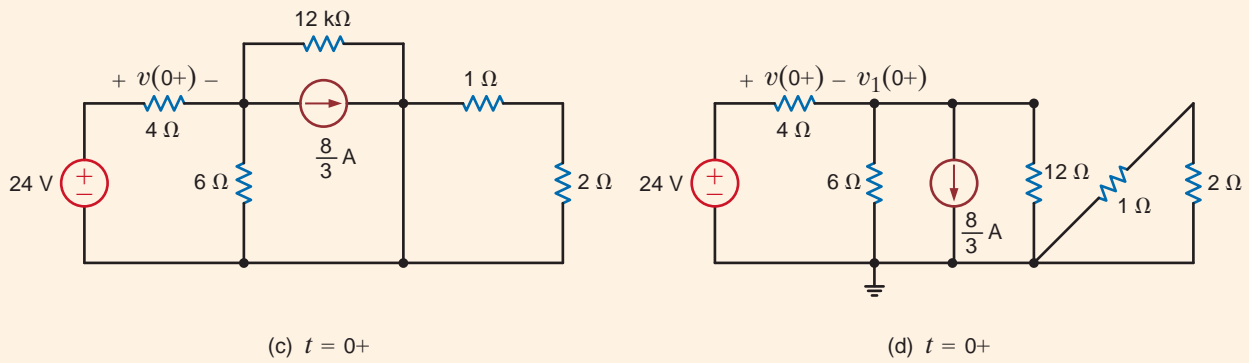 12 kΩ
+ v(0+) −
1 Ω
4 Ω
8/3 A
24 V
+
−
6 Ω
2 Ω
(c) t = 0+
+ v(0+) − v₁(0+)
4 Ω
24 V
+
−
6 Ω
12 Ω
2 Ω
1 Ω
8/3 A
(d) t = 0+